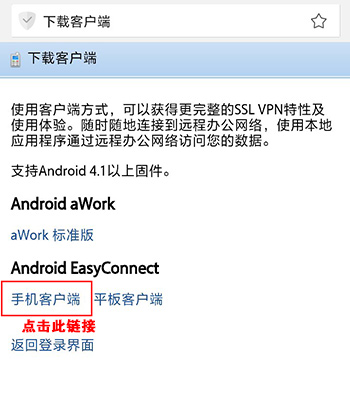 下载客户端
下载客户端
使用客户端方式，可以获得更完整的SSL VPN特性及
使用体验。随时随地连接到远程办公网络，使用本地
应用程序通过远程办公网络访问您的数据。
支持Android 4.1以上固件。
Android aWork
aWork 标准版
Android EasyConnect
手机客户端 平板客户端
点击此链接
返回登录界面